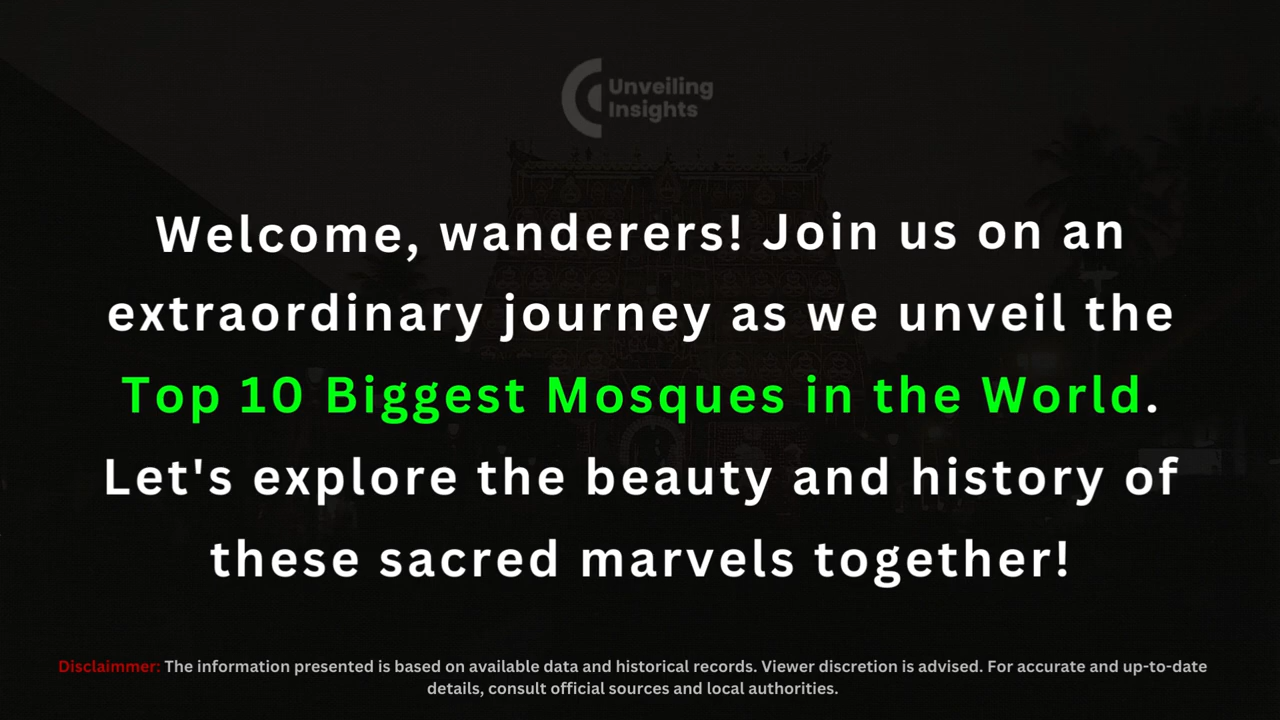 Unveiling
Insights
Welcome, wanderers! Join us on an
extraordinary journey as we unveil the
Top 10 Biggest Mosques in the World.
Let's explore the beauty and history of
these sacred marvels together!
Disclaimmer: The information presented is based on available data and historical records. Viewer discretion is advised. For accurate and up-to-date
details, consult official sources and local authorities.